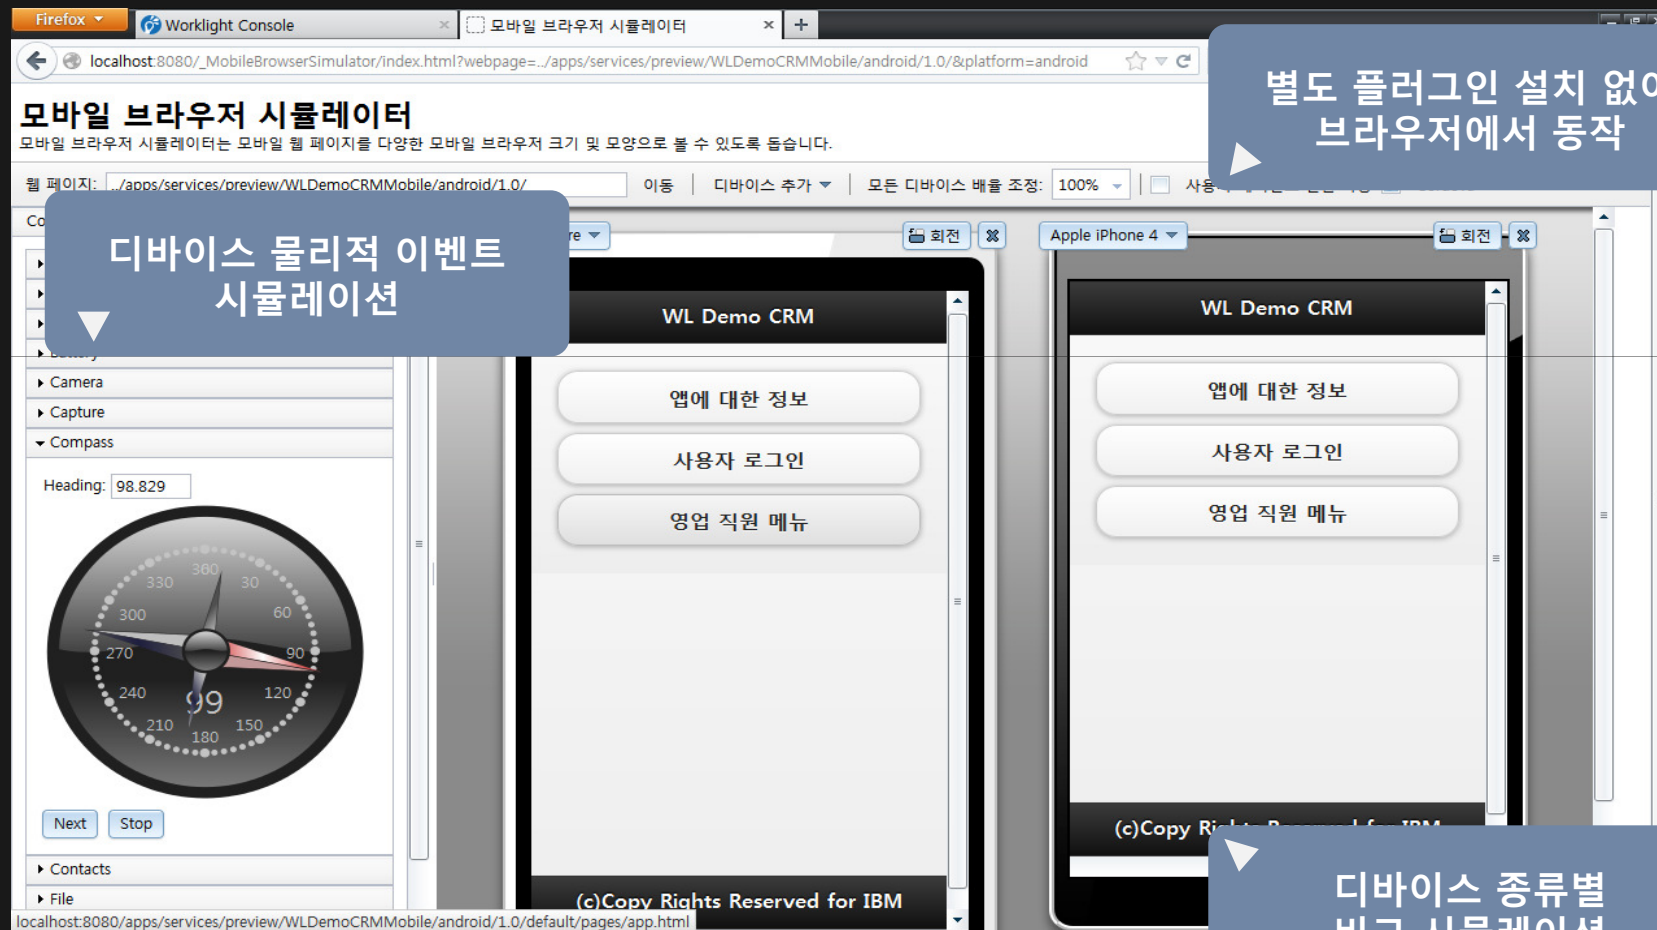 Firefox
Worklight Console
모바일 브라우저 시뮬레이터
localhost:8080/_MobileBrowserSimulator/index.html?webpage=../apps/services/preview/WLDemoCRMMobile/android/1.0/&platform=android
별도 플러그인 설치
브라우저에서 동작
모바일 브라우저 시뮬레이터
모바일 브라우저 시뮬레이터는 모바일 웹 페이지를 다양한 모바일 브라우저 크기 및 모양으로 볼 수 있도록 돕습니다.
웹 페이지: ../apps/services/preview/WLDemoCRMMobile/android/1.0/ 이동 디바이스 추가 모든 디바이스 배율 조정: 100%
디바이스 물리적 이벤트
시뮬레이션
회전
Apple iPhone 4
회전
Camera
Capture
Compass
Heading: 98.829
360
330
30
300
60
270
90
240
120
99
210
150
180
Next
Stop
Contacts
File
WL Demo CRM
앱에 대한 정보
사용자 로그인
영업 직원 메뉴
(c)Copy Rights Reserved for IBM
WL Demo CRM
앱에 대한 정보
사용자 로그인
영업 직원 메뉴
(c)Copy
디바이스 종류별
localhost:8080/apps/services/preview/WLDemoCRMMobile/android/1.0/default/pages/app.html